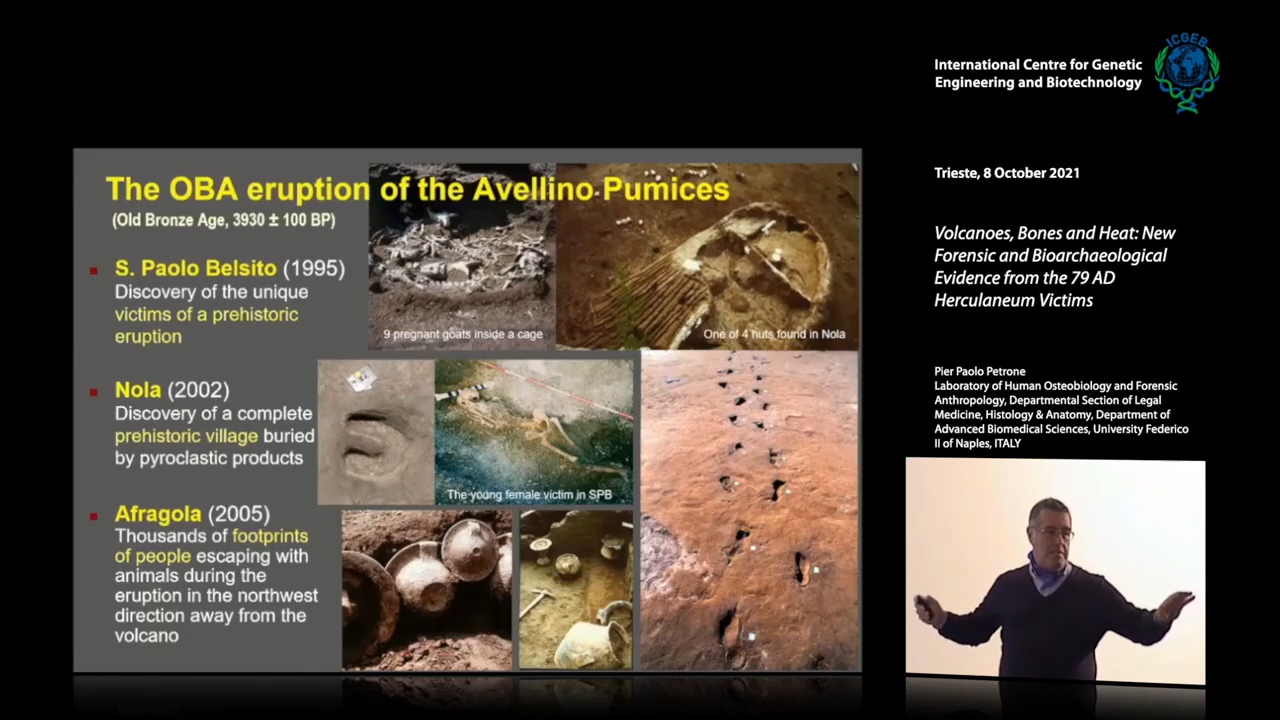 The OBA eruption of the Avellino Pumices
(Old Bronze Age, 3930 ± 100 BP)
S. Paolo Belsito (1995)
Discovery of the unique
victims of a prehistoric
eruption
9 pregnant goats inside a cage
One of 4 huts found in Nola
Nola (2002)
Discovery of a complete
prehistoric village buried
by pyroclastic products
The young female victim in SPB
Afragola (2005)
Thousands of footprints
of people escaping with
animals during the
eruption in the northwest
direction away from the
volcano
International Centre for Genetic
Engineering and Biotechnology
ICGEB
Trieste, 8 October 2021
Volcanoes, Bones and Heat: New
Forensic and Bioarchaeological
Evidence from the 79 AD
Herculaneum Victims
Pier Paolo Petrone
Laboratory of Human Osteobiology and Forensic
Anthropology, Departmental Section of Legal
Medicine, Histology & Anatomy, Department of
Advanced Biomedical Sciences, University Federico
II of Naples, ITALY